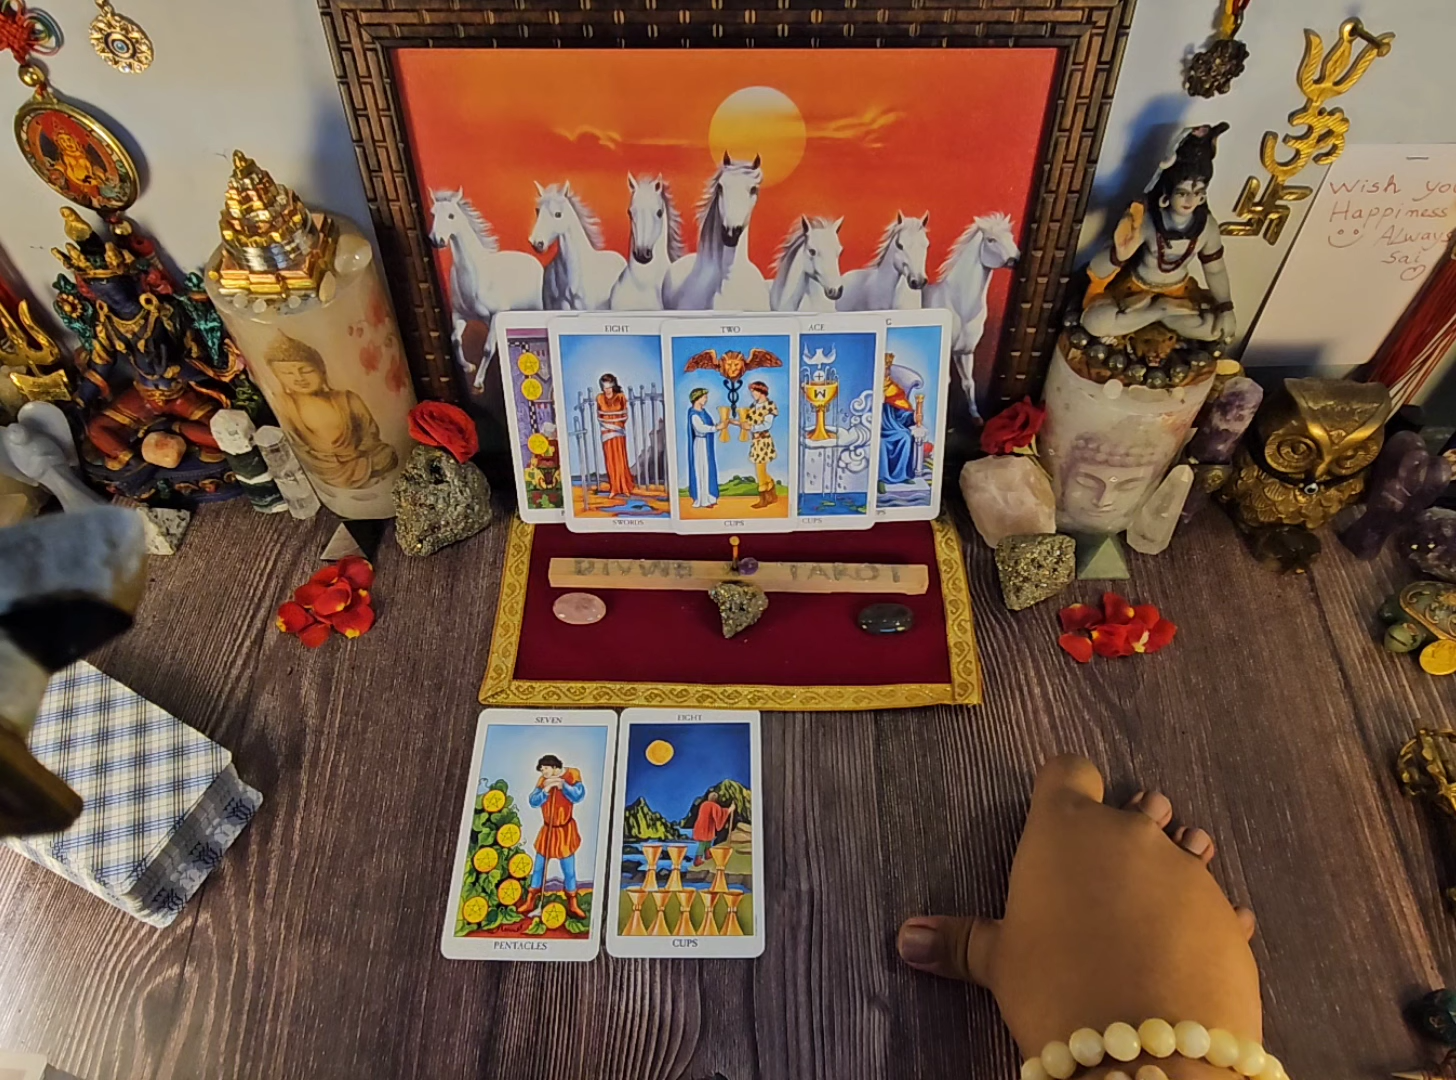 Wish you
Happiness
Always
Sai
EIGHT
SWORDS
TWO
CUPS
ACE
CUPS
DIVINE TAROT
SEVEN
PENTACLES
EIGHT
CUPS